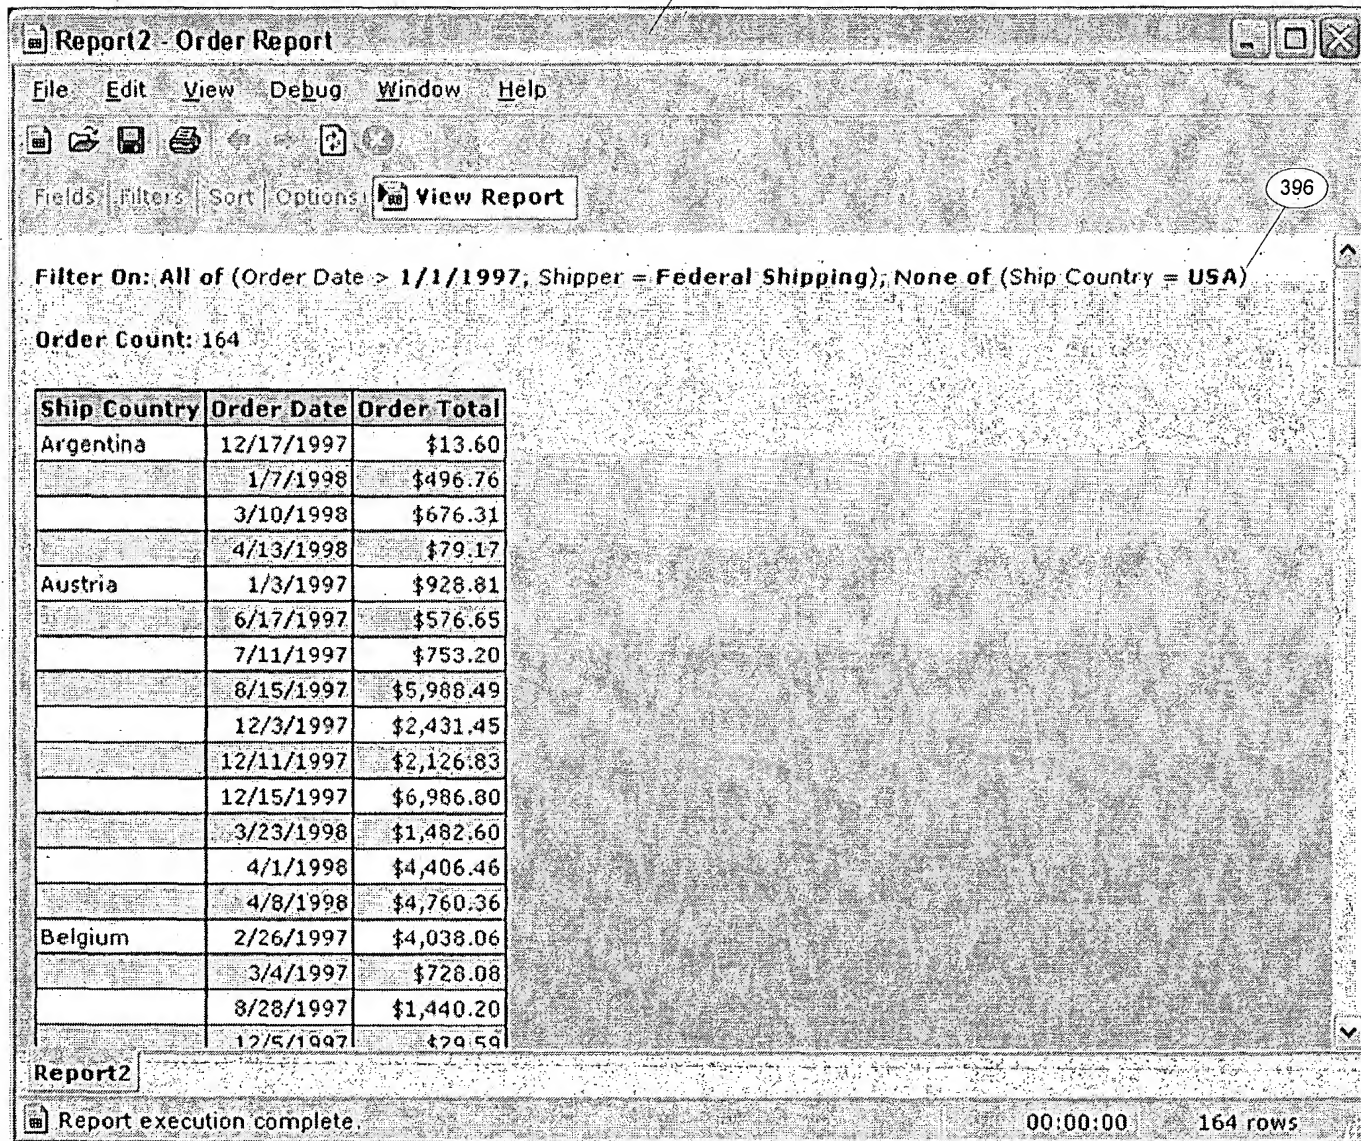 Report2 - Order Report
File Edit View Debug Window Help
Fields Filters Sort Options View Report
396
Filter On: All of (Order Date > 1/1/1997; Shipper = Federal Shipping); None of (Ship Country = USA)
Order Count: 164
Ship Country Order Date Order Total
Argentina 12/17/1997 $13.60
1/7/1998 $496.76
3/10/1998 $676.31
4/13/1998 $79.17
Austria 1/3/1997 $928.81
6/17/1997 $576.65
7/11/1997 $753.20
8/15/1997 $5,988.49
12/3/1997 $2,431.45
12/11/1997 $2,126.83
12/15/1997 $6,986.80
3/23/1998 $1,482.60
4/1/1998 $4,406.46
4/8/1998 $4,760.36
Belgium 2/26/1997 $4,038.06
3/4/1997 $728.08
8/28/1997 $1,440.20
12/5/1997 $29.59
Report2
Report execution complete. 00:00:00 164 rows